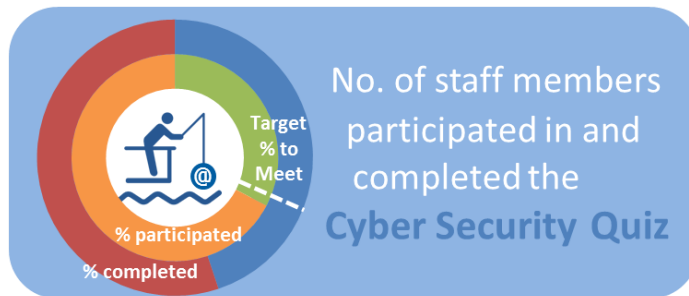 Target
% to
Meet
@
% participated
% completed
No. of staff members
participated in and
completed the
Cyber Security Quiz